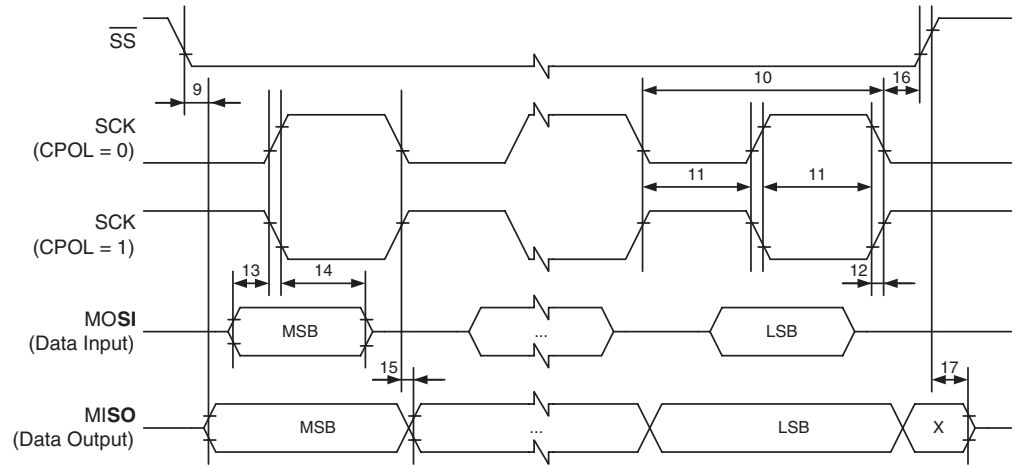 SS
10
9
16
SCK
(CPOL = 0)
11
11
SCK
(CPOL = 1)
13
14
12
MOSI
(Data Input)
MSB
...
LSB
15
17
MISO
(Data Output)
MSB
...
LSB
X